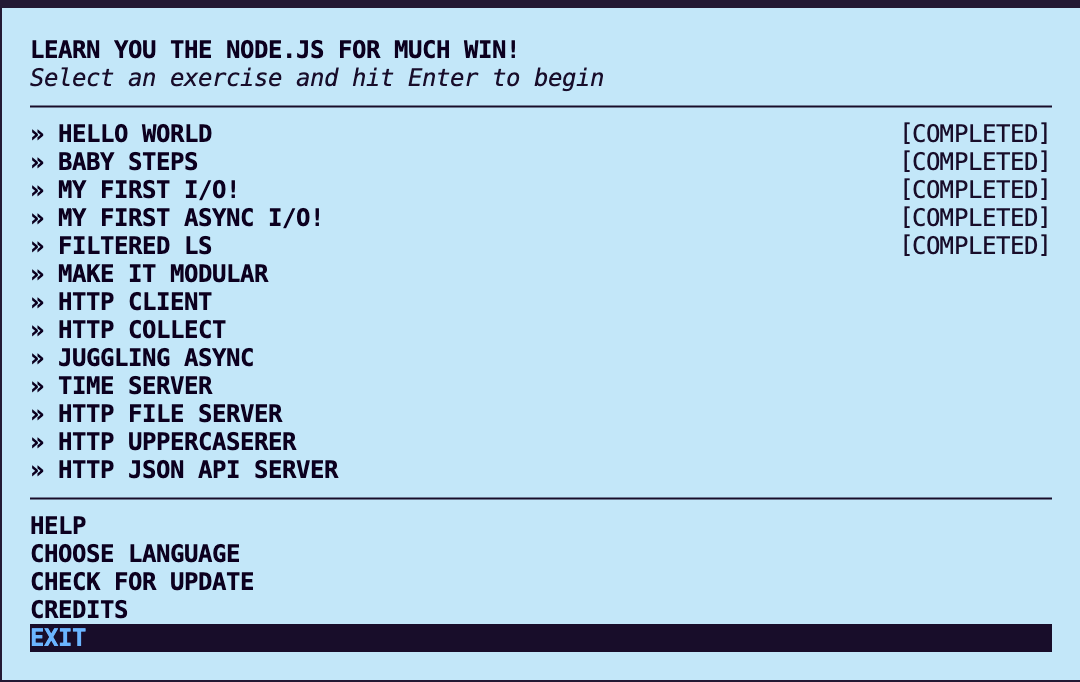 LEARN YOU THE NODE.JS FOR MUCH WIN!
Select an exercise and hit Enter to begin
» HELLO WORLD [COMPLETED]
» BABY STEPS [COMPLETED]
» MY FIRST I/O! [COMPLETED]
» MY FIRST ASYNC I/O! [COMPLETED]
» FILTERED LS [COMPLETED]
» MAKE IT MODULAR
» HTTP CLIENT
» HTTP COLLECT
» JUGGLING ASYNC
» TIME SERVER
» HTTP FILE SERVER
» HTTP UPPERCASERER
» HTTP JSON API SERVER
HELP
CHOOSE LANGUAGE
CHECK FOR UPDATE
CREDITS
EXIT